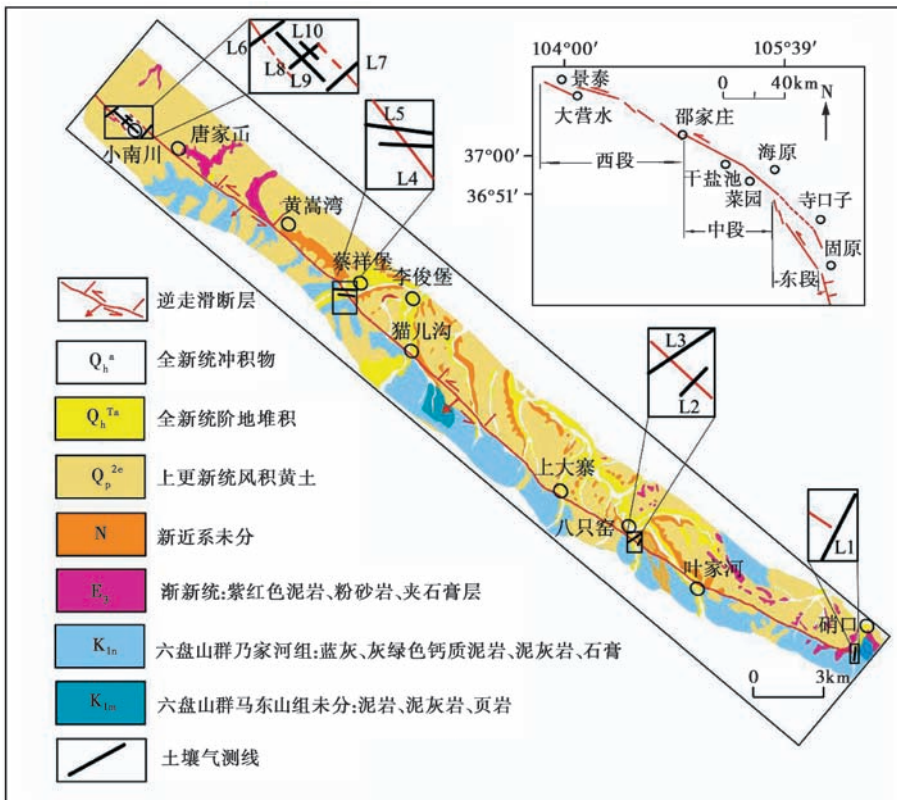 L10
L6
L7
L8
L9
L5
L4
小南川
唐家庄
黄嵩湾
蔡祥堡
李俊堡
猫儿沟
L3
L2
上大寨
八只窑
叶家河
L1
硝口
0 3km
104°00′
105°39′
37°00′
36°51′
0 40km
N
景泰
大营水
邵家庄
海原
干盐池
菜园
寺口子
固原
西段
中段
东段
逆走滑断层
Qhᵃ 全新统冲积物
Qhᵀᵃ 全新统阶地堆积
Qp²ᵉ 上更新统风积黄土
N 新近系未分
渐新统:紫红色泥岩、粉砂岩、夹石膏层
K1n 六盘山群乃家河组:蓝灰、灰绿色钙质泥岩、泥灰岩、石膏
K1m 六盘山群马东山组未分:泥岩、泥灰岩、页岩
土壤气测线